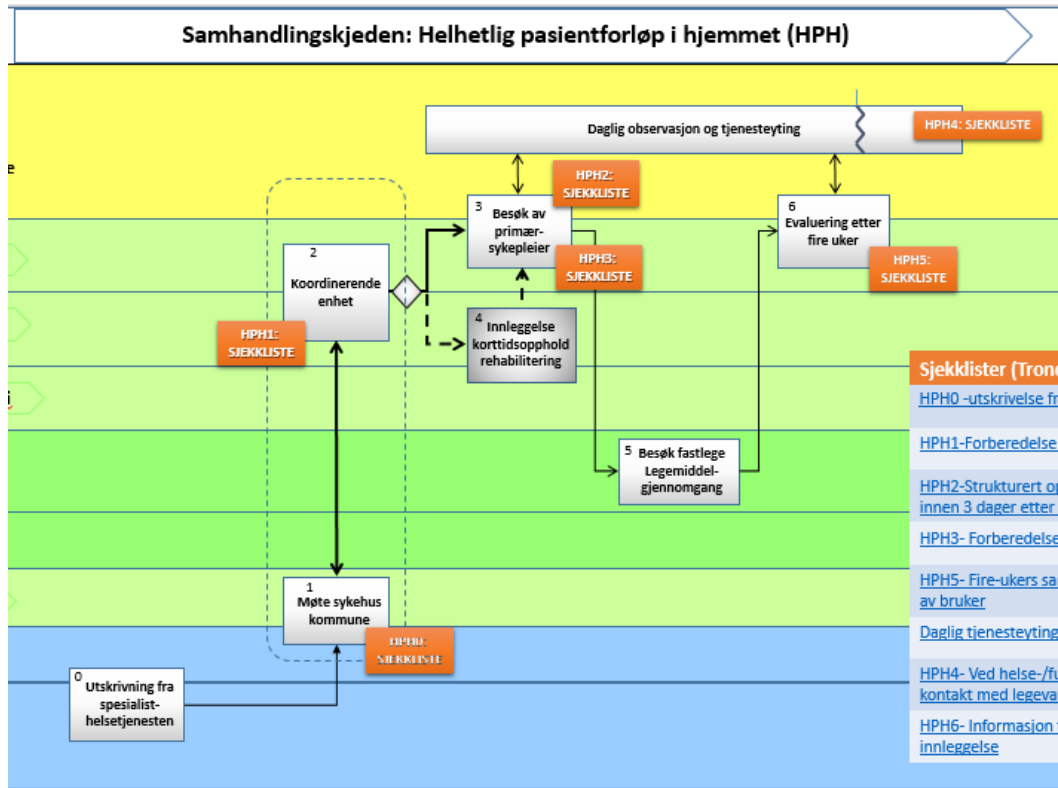 Samhandlingskjeden: Helhetlig pasientforløp i hjemmet (HPH)
Daglig observasjon og tjenesteyting
HPH4: SJEKKLISTE
e
HPH2:
SJEKKLISTE
3
Besøk av
primær-
sykepleier
6
Evaluering etter
fire uker
2
Koordinerende
enhet
HPH3:
SJEKKLISTE
HPH5:
SJEKKLISTE
HPH1:
SJEKKLISTE
4
Innleggelse
korttidsopphold
rehabilitering
i
5
Besøk fastlege
Legemiddel-
gjennomgang
1
Møte sykehus
kommune
HPH0:
SJEKKLISTE
0
Utskrivning fra
spesialist-
helsetjenesten
Sjekklister (Trond
HPH0 -utskrivelse fr
HPH1-Forberedelse
HPH2-Strukturert op
innen 3 dager etter
HPH3- Forberedelse
HPH5- Fire-ukers sa
av bruker
Daglig tjenesteyting
HPH4- Ved helse-/fu
kontakt med legeva
HPH6- Informasjon
innleggelse